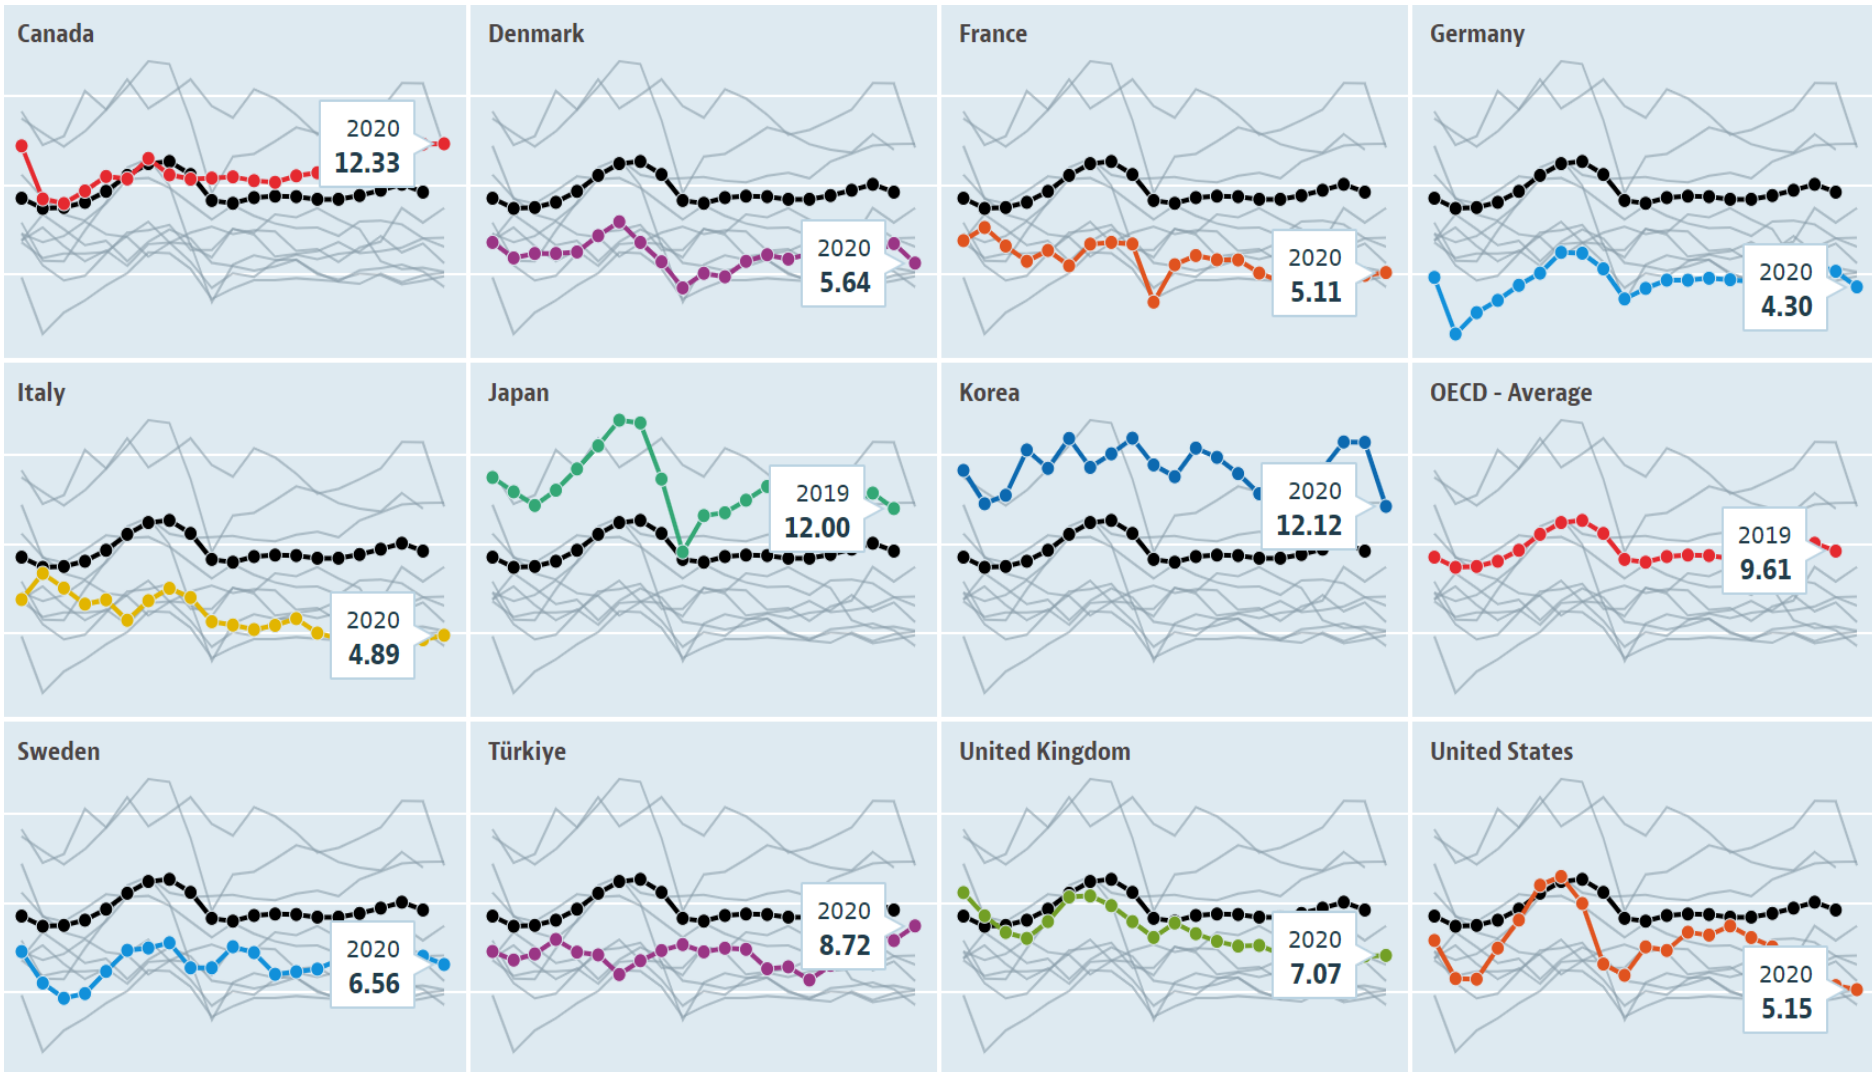 Canada
2020
12.33
Denmark
2020
5.64
France
2020
5.11
Germany
2020
4.30
Italy
2020
4.89
Japan
2019
12.00
Korea
2020
12.12
OECD - Average
2019
9.61
Sweden
2020
6.56
Türkiye
2020
8.72
United Kingdom
2020
7.07
United States
2020
5.15